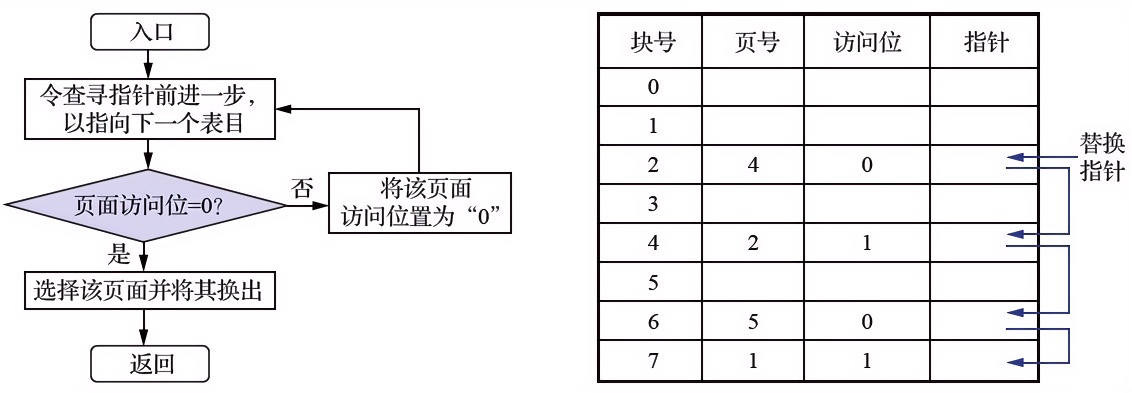 入口
令查寻指针前进一步，
以指向下一个表目
页面访问位=0?
否
将该页面
访问位置为“0”
是
选择该页面并将其换出
返回
块号 页号 访问位 指针
0
1
2 4 0
3
4 2 1
5
6 5 0
7 1 1
替换
指针